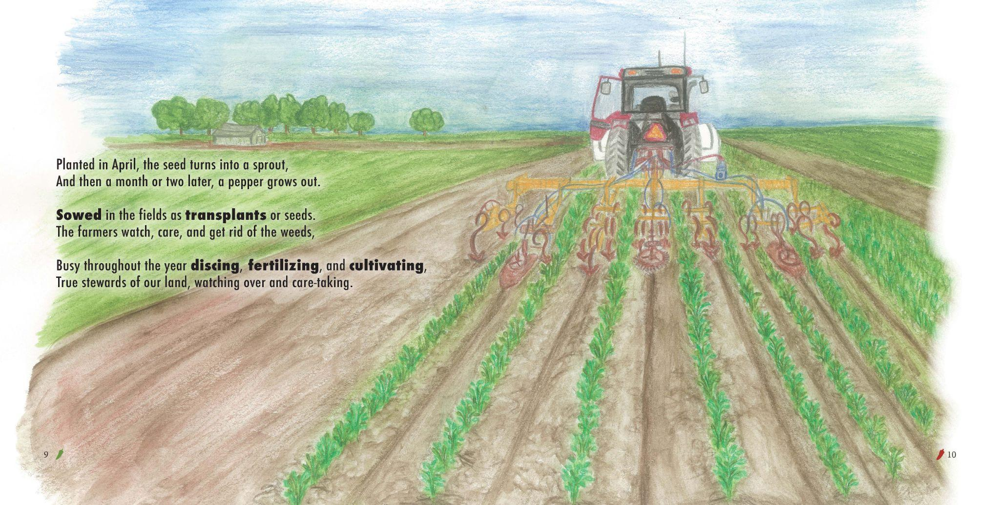 Planted in April, the seed turns into a sprout,
And then a month or two later, a pepper grows out.
Sowed in the fields as transplants or seeds.
The farmers watch, care, and get rid of the weeds,
Busy throughout the year discing, fertilizing, and cultivating,
True stewards of our land, watching over and care-taking.
9
10